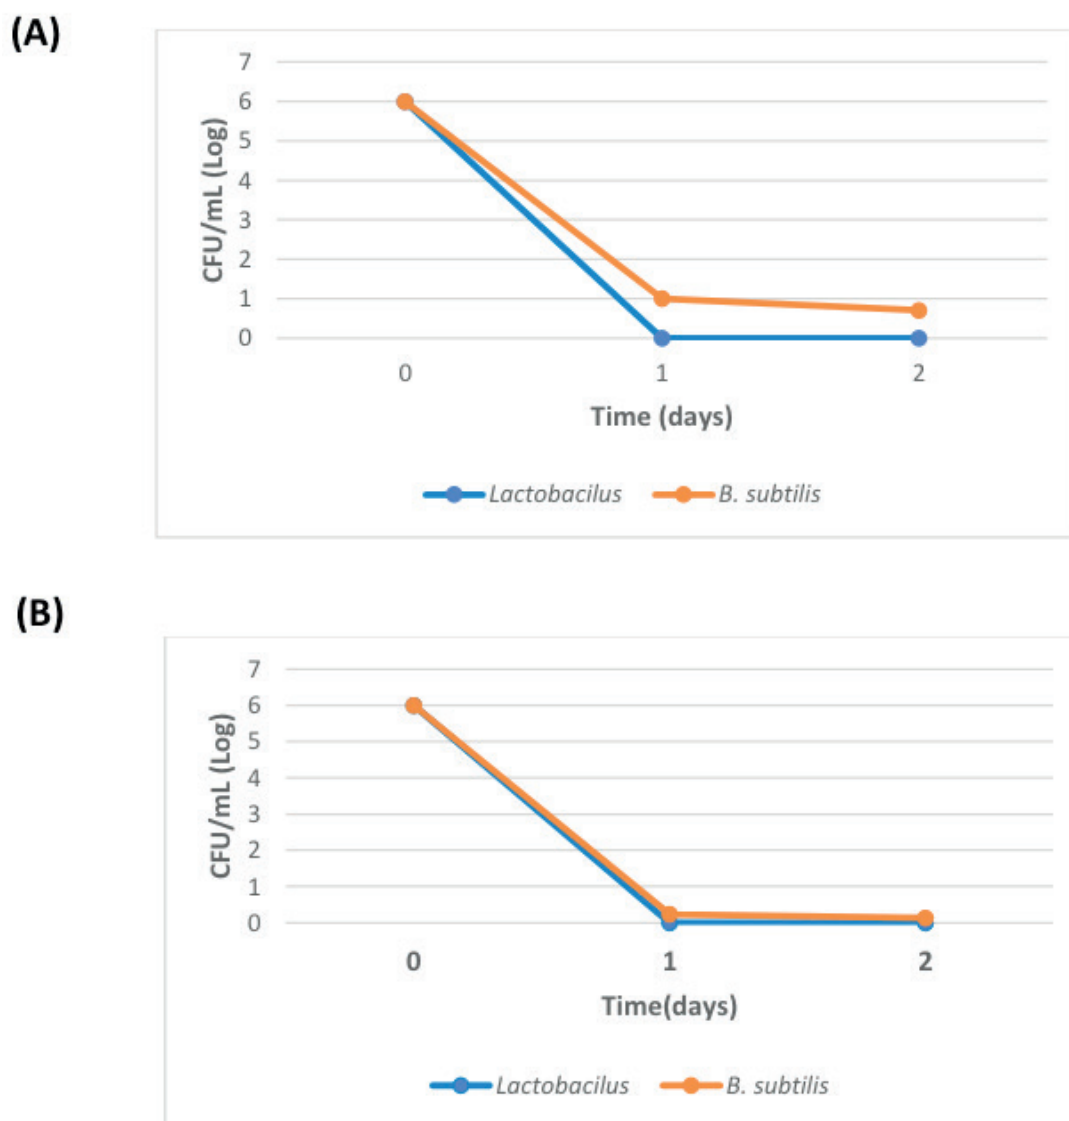 (A)
7
6
5
4
3
2
1
0
CFU/mL (Log)
0 1 2
Time (days)
Lactobacilus B. subtilis
(B)
7
6
5
4
3
2
1
0
CFU/mL (Log)
0 1 2
Time(days)
Lactobacilus B. subtilis